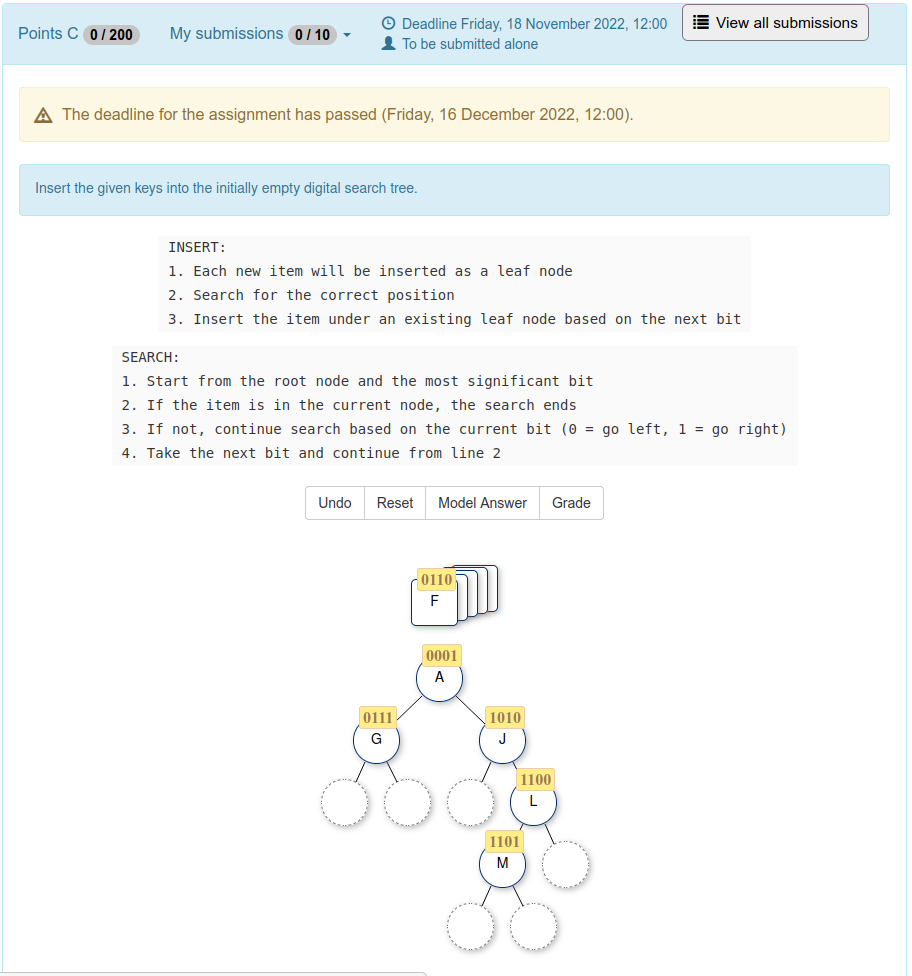 Points C 0 / 200 My submissions 0 / 10 Deadline Friday, 18 November 2022, 12:00 View all submissions
To be submitted alone
The deadline for the assignment has passed (Friday, 16 December 2022, 12:00).
Insert the given keys into the initially empty digital search tree.
INSERT:
1. Each new item will be inserted as a leaf node
2. Search for the correct position
3. Insert the item under an existing leaf node based on the next bit
SEARCH:
1. Start from the root node and the most significant bit
2. If the item is in the current node, the search ends
3. If not, continue search based on the current bit (0 = go left, 1 = go right)
4. Take the next bit and continue from line 2
Undo Reset Model Answer Grade
0110
F
0001
A
0111 1010
G J
1100
L
1101
M